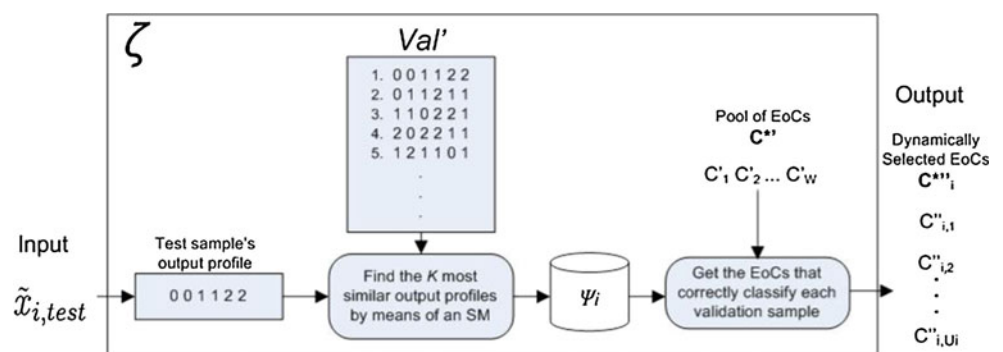 ζ
Val'
1. 0 0 1 1 2 2
2. 0 1 1 2 1 1
3. 1 1 0 2 2 1
4. 2 0 2 2 1 1
5. 1 2 1 1 0 1
.
.
.
Pool of EoCs
C*'
C'1 C'2 ... C'W
Output
Dynamically
Selected EoCs
C*''i
C''i,1
C''i,2
.
.
.
C''i,Ui
Input
x̃i,test
Test sample's
output profile
0 0 1 1 2 2
Find the K most
similar output profiles
by means of an SM
Ψi
Get the EoCs that
correctly classify each
validation sample